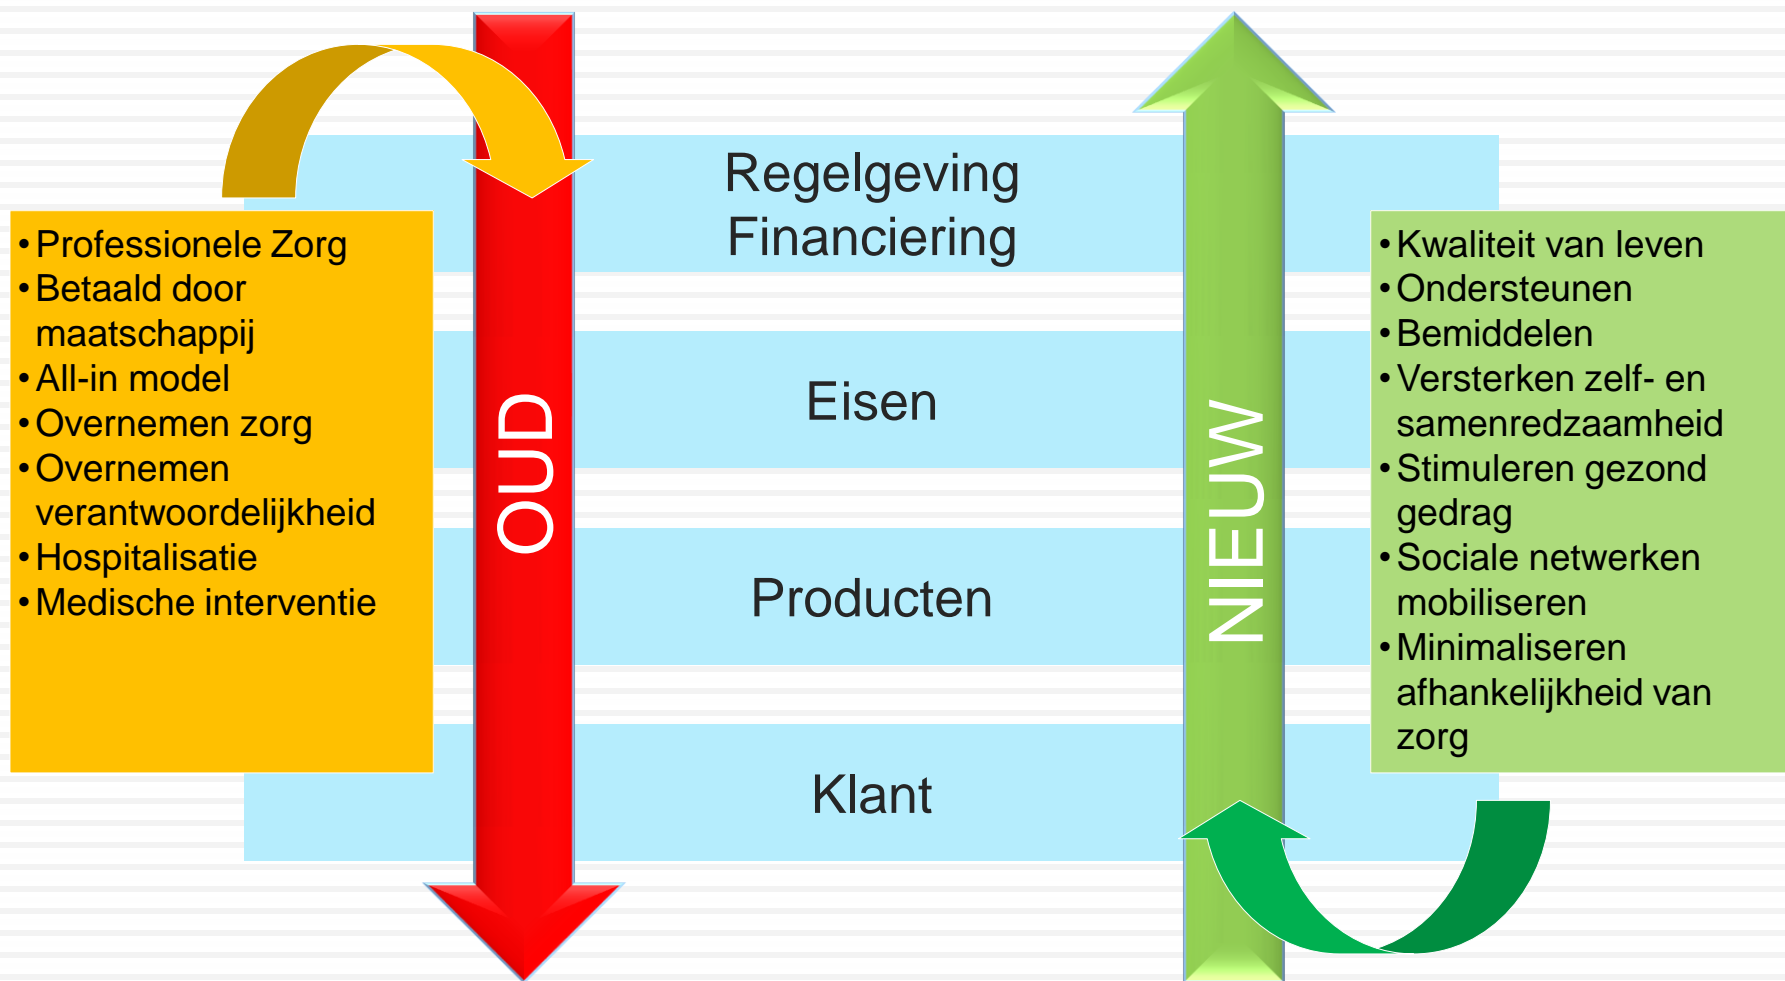 • Professionele Zorg
• Betaald door
maatschappij
• All-in model
• Overnemen zorg
• Overnemen
verantwoordelijkheid
• Hospitalisatie
• Medische interventie
OUD
Regelgeving
Financiering
Eisen
Producten
Klant
NIEUW
• Kwaliteit van leven
• Ondersteunen
• Bemiddelen
• Versterken zelf- en
samenredzaamheid
• Stimuleren gezond
gedrag
• Sociale netwerken
mobiliseren
• Minimaliseren
afhankelijkheid van
zorg